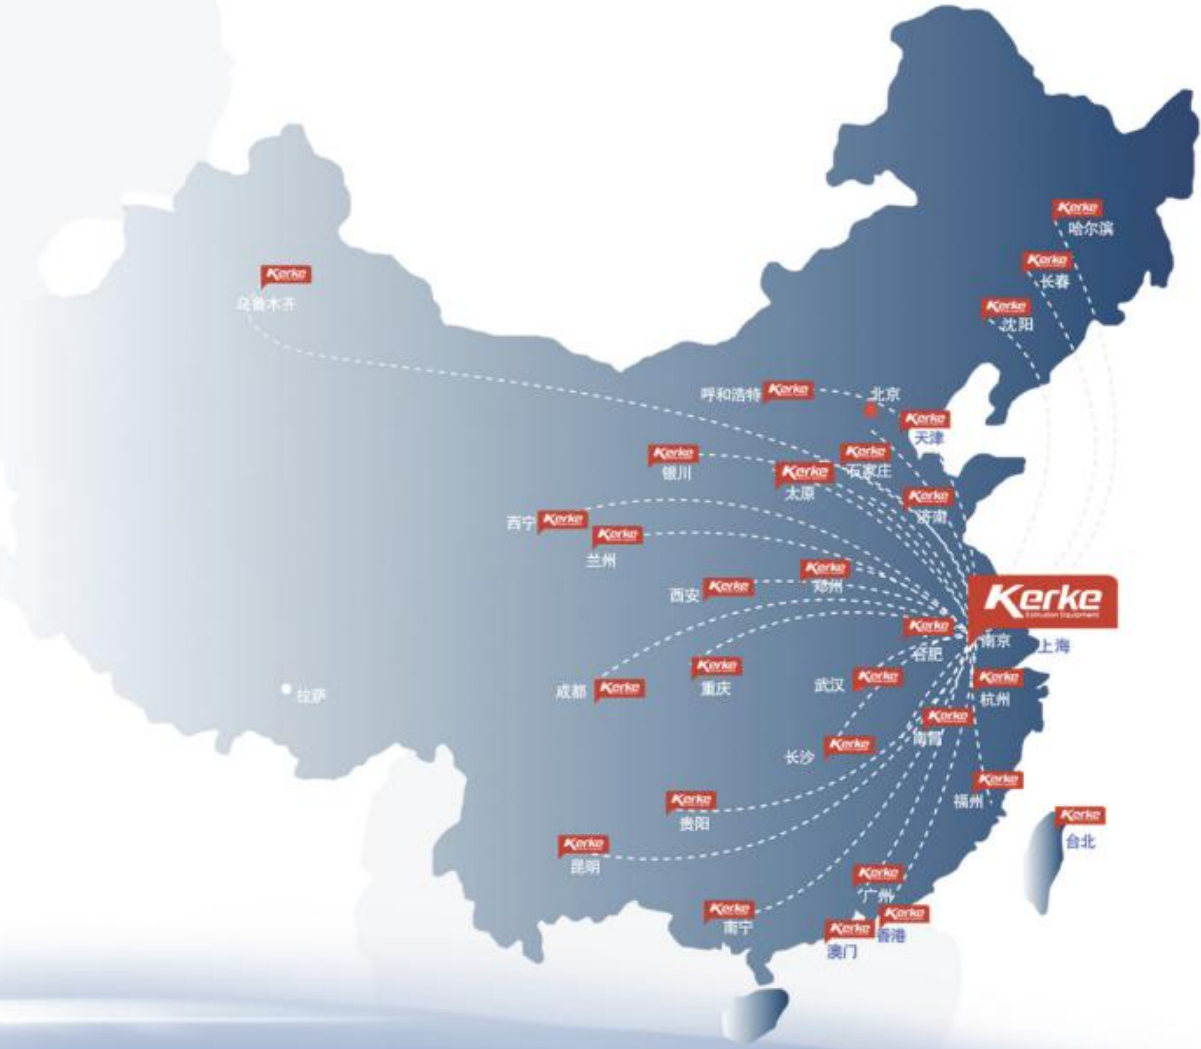 Kerke
哈尔滨
Kerke
长春
Kerke
沈阳
Kerke
乌鲁木齐
呼和浩特 Kerke
北京
Kerke
天津
Kerke
石家庄
Kerke
银川
Kerke
太原
Kerke
济南
西宁 Kerke
Kerke
兰州
Kerke
郑州
西安 Kerke
Kerke
Extrusion Equipment
南京
上海
Kerke
合肥
Kerke
重庆
武汉 Kerke
Kerke
杭州
成都 Kerke
拉萨
Kerke
南昌
长沙 Kerke
Kerke
福州
Kerke
贵阳
Kerke
台北
Kerke
昆明
Kerke
广州
Kerke
南宁
Kerke
香港
Kerke
澳门